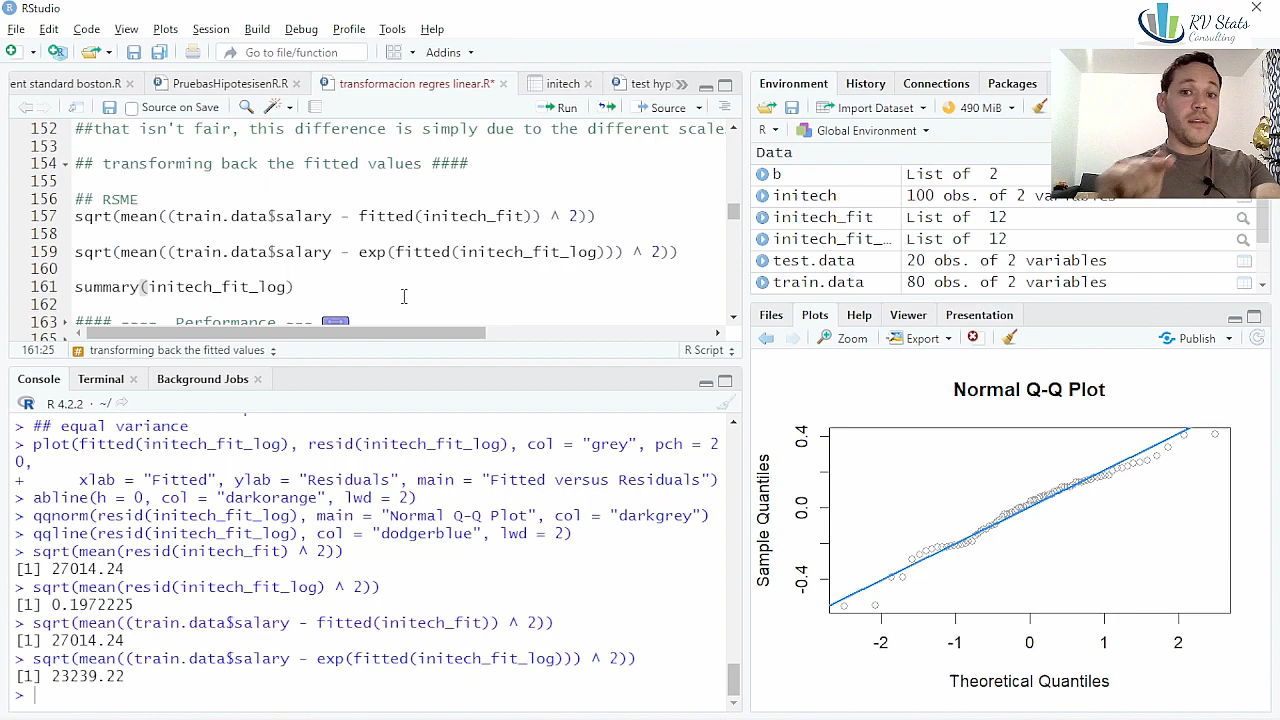 RStudio
RV Stats
Consulting
File Edit Code View Plots Session Build Debug Profile Tools Help
Go to file/function
Addins
ent standard boston.R
PruebasHipotesisenR.R
transformacion regres linear.R*
initech
test hyp
Source on Save
Run
Source
152 ##that isn't fair, this difference is simply due to the different scale
153
154 ## transforming back the fitted values ####
155
156 ## RSME
157 sqrt(mean((train.data$salary - fitted(initech_fit)) ^ 2))
159 sqrt(mean((train.data$salary - exp(fitted(initech_fit_log))) ^ 2))
160
161 summary(initech_fit_log)
162
163 #### ---- Performance ---
165
161:25
transforming back the fitted values
R Script
Console Terminal Background Jobs
R 4.2.2 · ~/
> ## equal variance
> plot(fitted(initech_fit_log), resid(initech_fit_log), col = "grey", pch = 2
0,
+ xlab = "Fitted", ylab = "Residuals", main = "Fitted versus Residuals")
> abline(h = 0, col = "darkorange", lwd = 2)
> qqnorm(resid(initech_fit_log), main = "Normal Q-Q Plot", col = "darkgrey")
> qqline(resid(initech_fit_log), col = "dodgerblue", lwd = 2)
> sqrt(mean(resid(initech_fit) ^ 2))
[1] 27014.24
> sqrt(mean(resid(initech_fit_log) ^ 2))
[1] 0.1972225
> sqrt(mean((train.data$salary - fitted(initech_fit)) ^ 2))
[1] 27014.24
> sqrt(mean((train.data$salary - exp(fitted(initech_fit_log))) ^ 2))
[1] 23239.22
>
Environment History Connections Packages
Import Dataset
490 MiB
R
Global Environment
Data
b List of 2
initech 100 obs. of 2 variables
initech_fit List of 12
initech_fit_… List of 12
test.data 20 obs. of 2 variables
train.data 80 obs. of 2 variables
Files Plots Help Viewer Presentation
Zoom
Export
Publish
Normal Q-Q Plot
Sample Quantiles
0.4
0.0
-0.4
-2 -1 0 1 2
Theoretical Quantiles